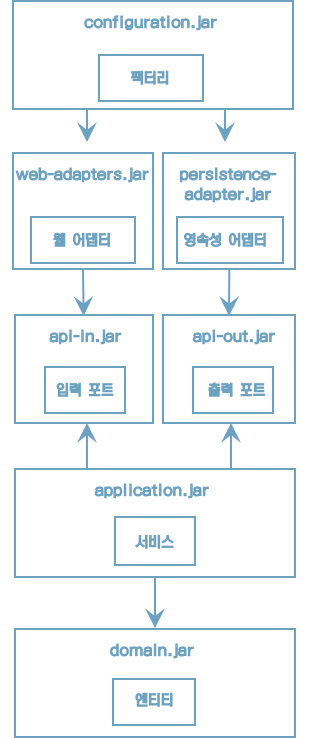 configuration.jar
팩터리
web-adapters.jar
웰 어댑터
persistence-
adapter.jar
영속성 어댑터
api-in.jar
입력 포트
api-out.jar
출력 포트
application.jar
서비스
domain.jar
엔티티